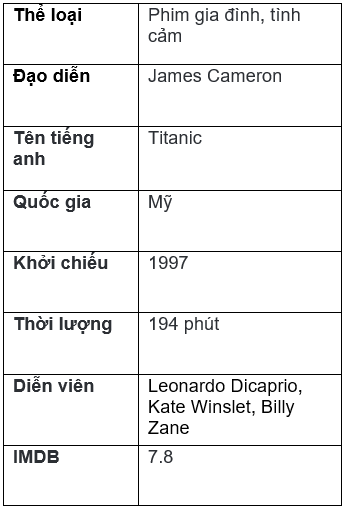 Thể loại
Phim gia đình, tình
cảm
Đạo diễn
James Cameron
Tên tiếng
anh
Titanic
Quốc gia
Mỹ
Khởi chiếu
1997
Thời lượng
194 phút
Diễn viên
Leonardo Dicaprio,
Kate Winslet, Billy
Zane
IMDB
7.8